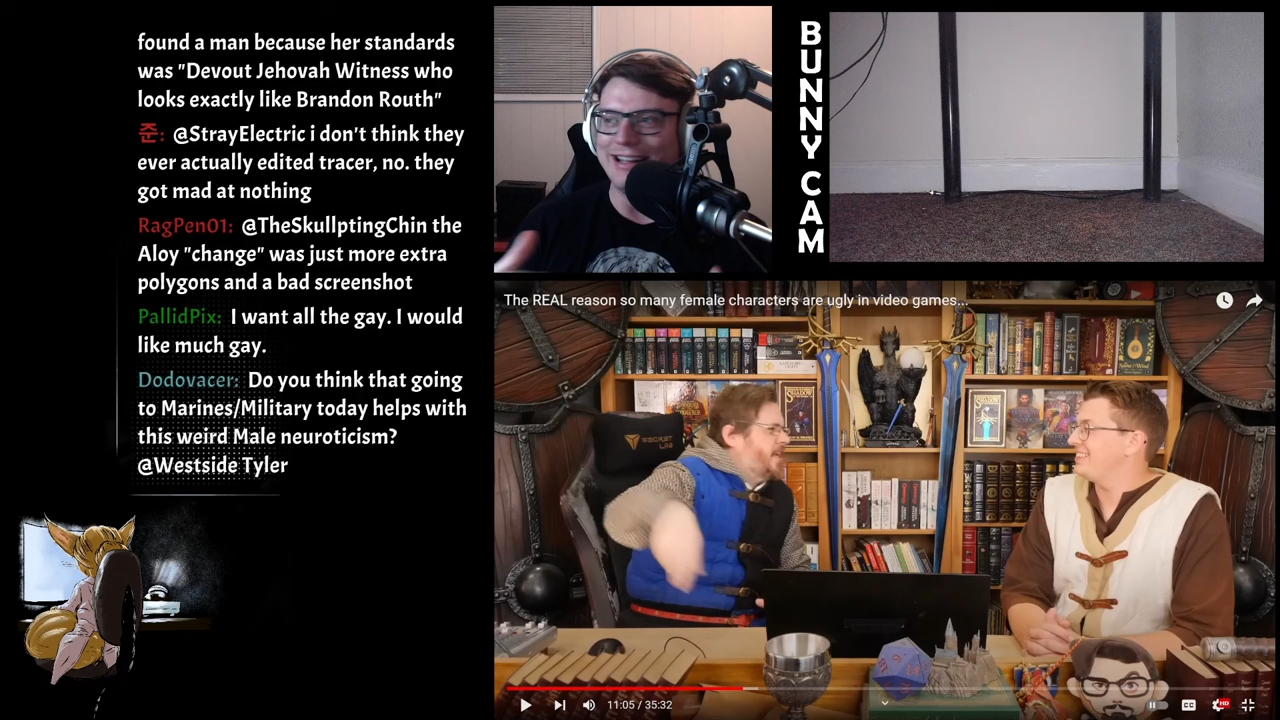 found a man because her standards
was "Devout Jehovah Witness who
looks exactly like Brandon Routh"
준: @StrayElectric i don't think they
ever actually edited tracer, no. they
got mad at nothing
RagPen01: @TheSkullptingChin the
Aloy "change" was just more extra
polygons and a bad screenshot
PallidPix: I want all the gay. I would
like much gay.
Dodovacer: Do you think that going
to Marines/Military today helps with
this weird Male neuroticism?
@Westside Tyler
BUNNY CAM
The REAL reason so many female characters are ugly in video games...
SECRET LAB
11:05 / 35:32
CC
HD